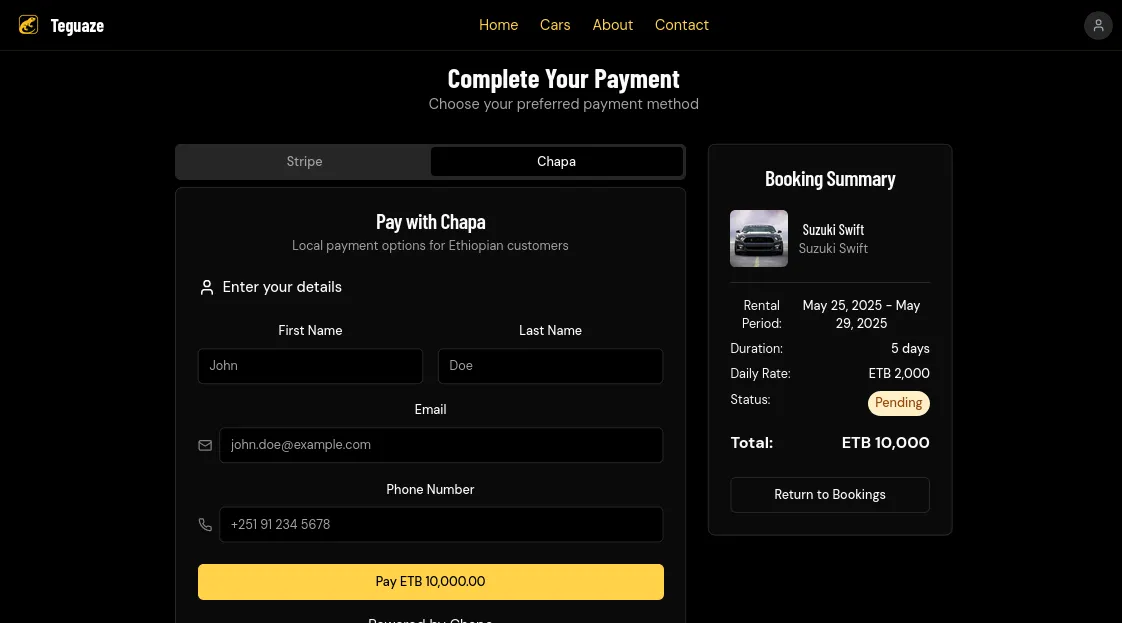 Teguaze
Home Cars About Contact
Complete Your Payment
Choose your preferred payment method
Stripe Chapa
Pay with Chapa
Local payment options for Ethiopian customers
Enter your details
First Name Last Name
John Doe
Email
john.doe@example.com
Phone Number
+251 91 234 5678
Pay ETB 10,000.00
Powered by Chapa
Booking Summary
Suzuki Swift
Suzuki Swift
Rental Period: May 25, 2025 - May 29, 2025
Duration: 5 days
Daily Rate: ETB 2,000
Status: Pending
Total: ETB 10,000
Return to Bookings